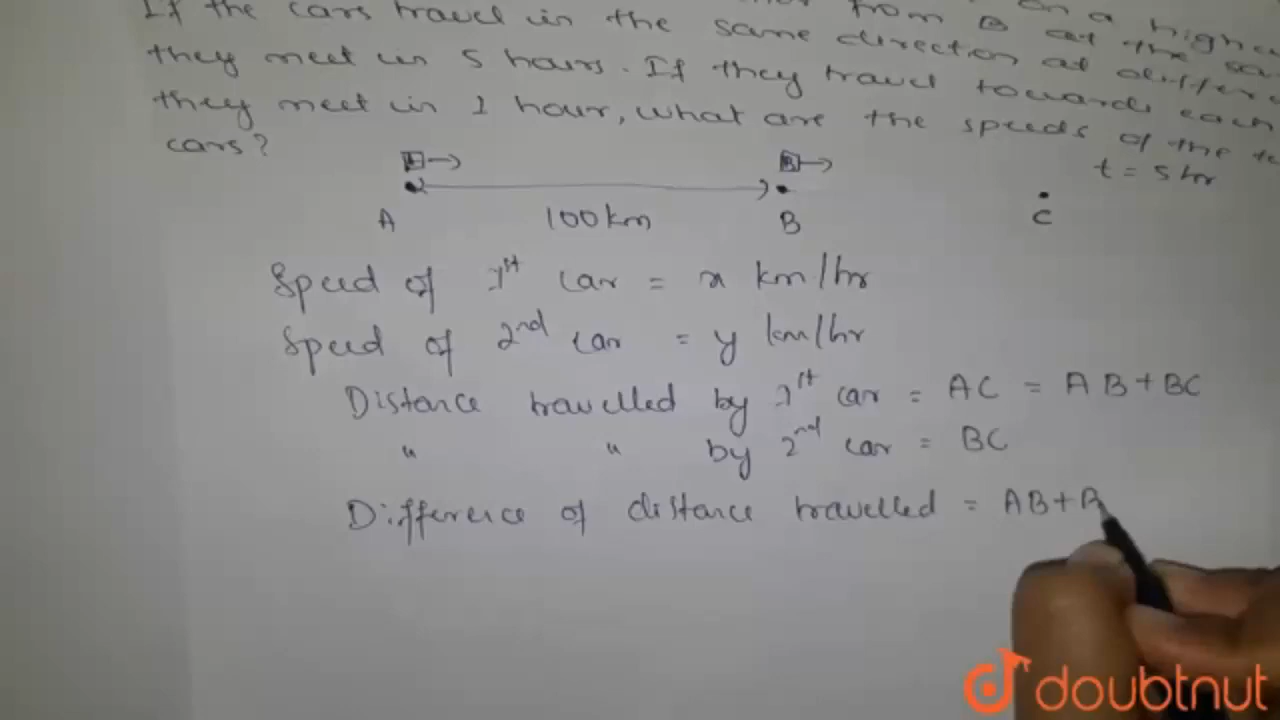 from B at the
If the cars travel in the same direction at
they meet in 5 hours. If they travel towards each
they meet in 1 hour, what are the speeds of the
cars?
t = 5 hr
A 100 km B C
Speed of 1st car = x km/hr
Speed of 2nd car = y km/hr
Distance travelled by 1st car = AC = AB + BC
" " by 2nd car = BC
Difference of distance travelled = AB + B
doubtnut